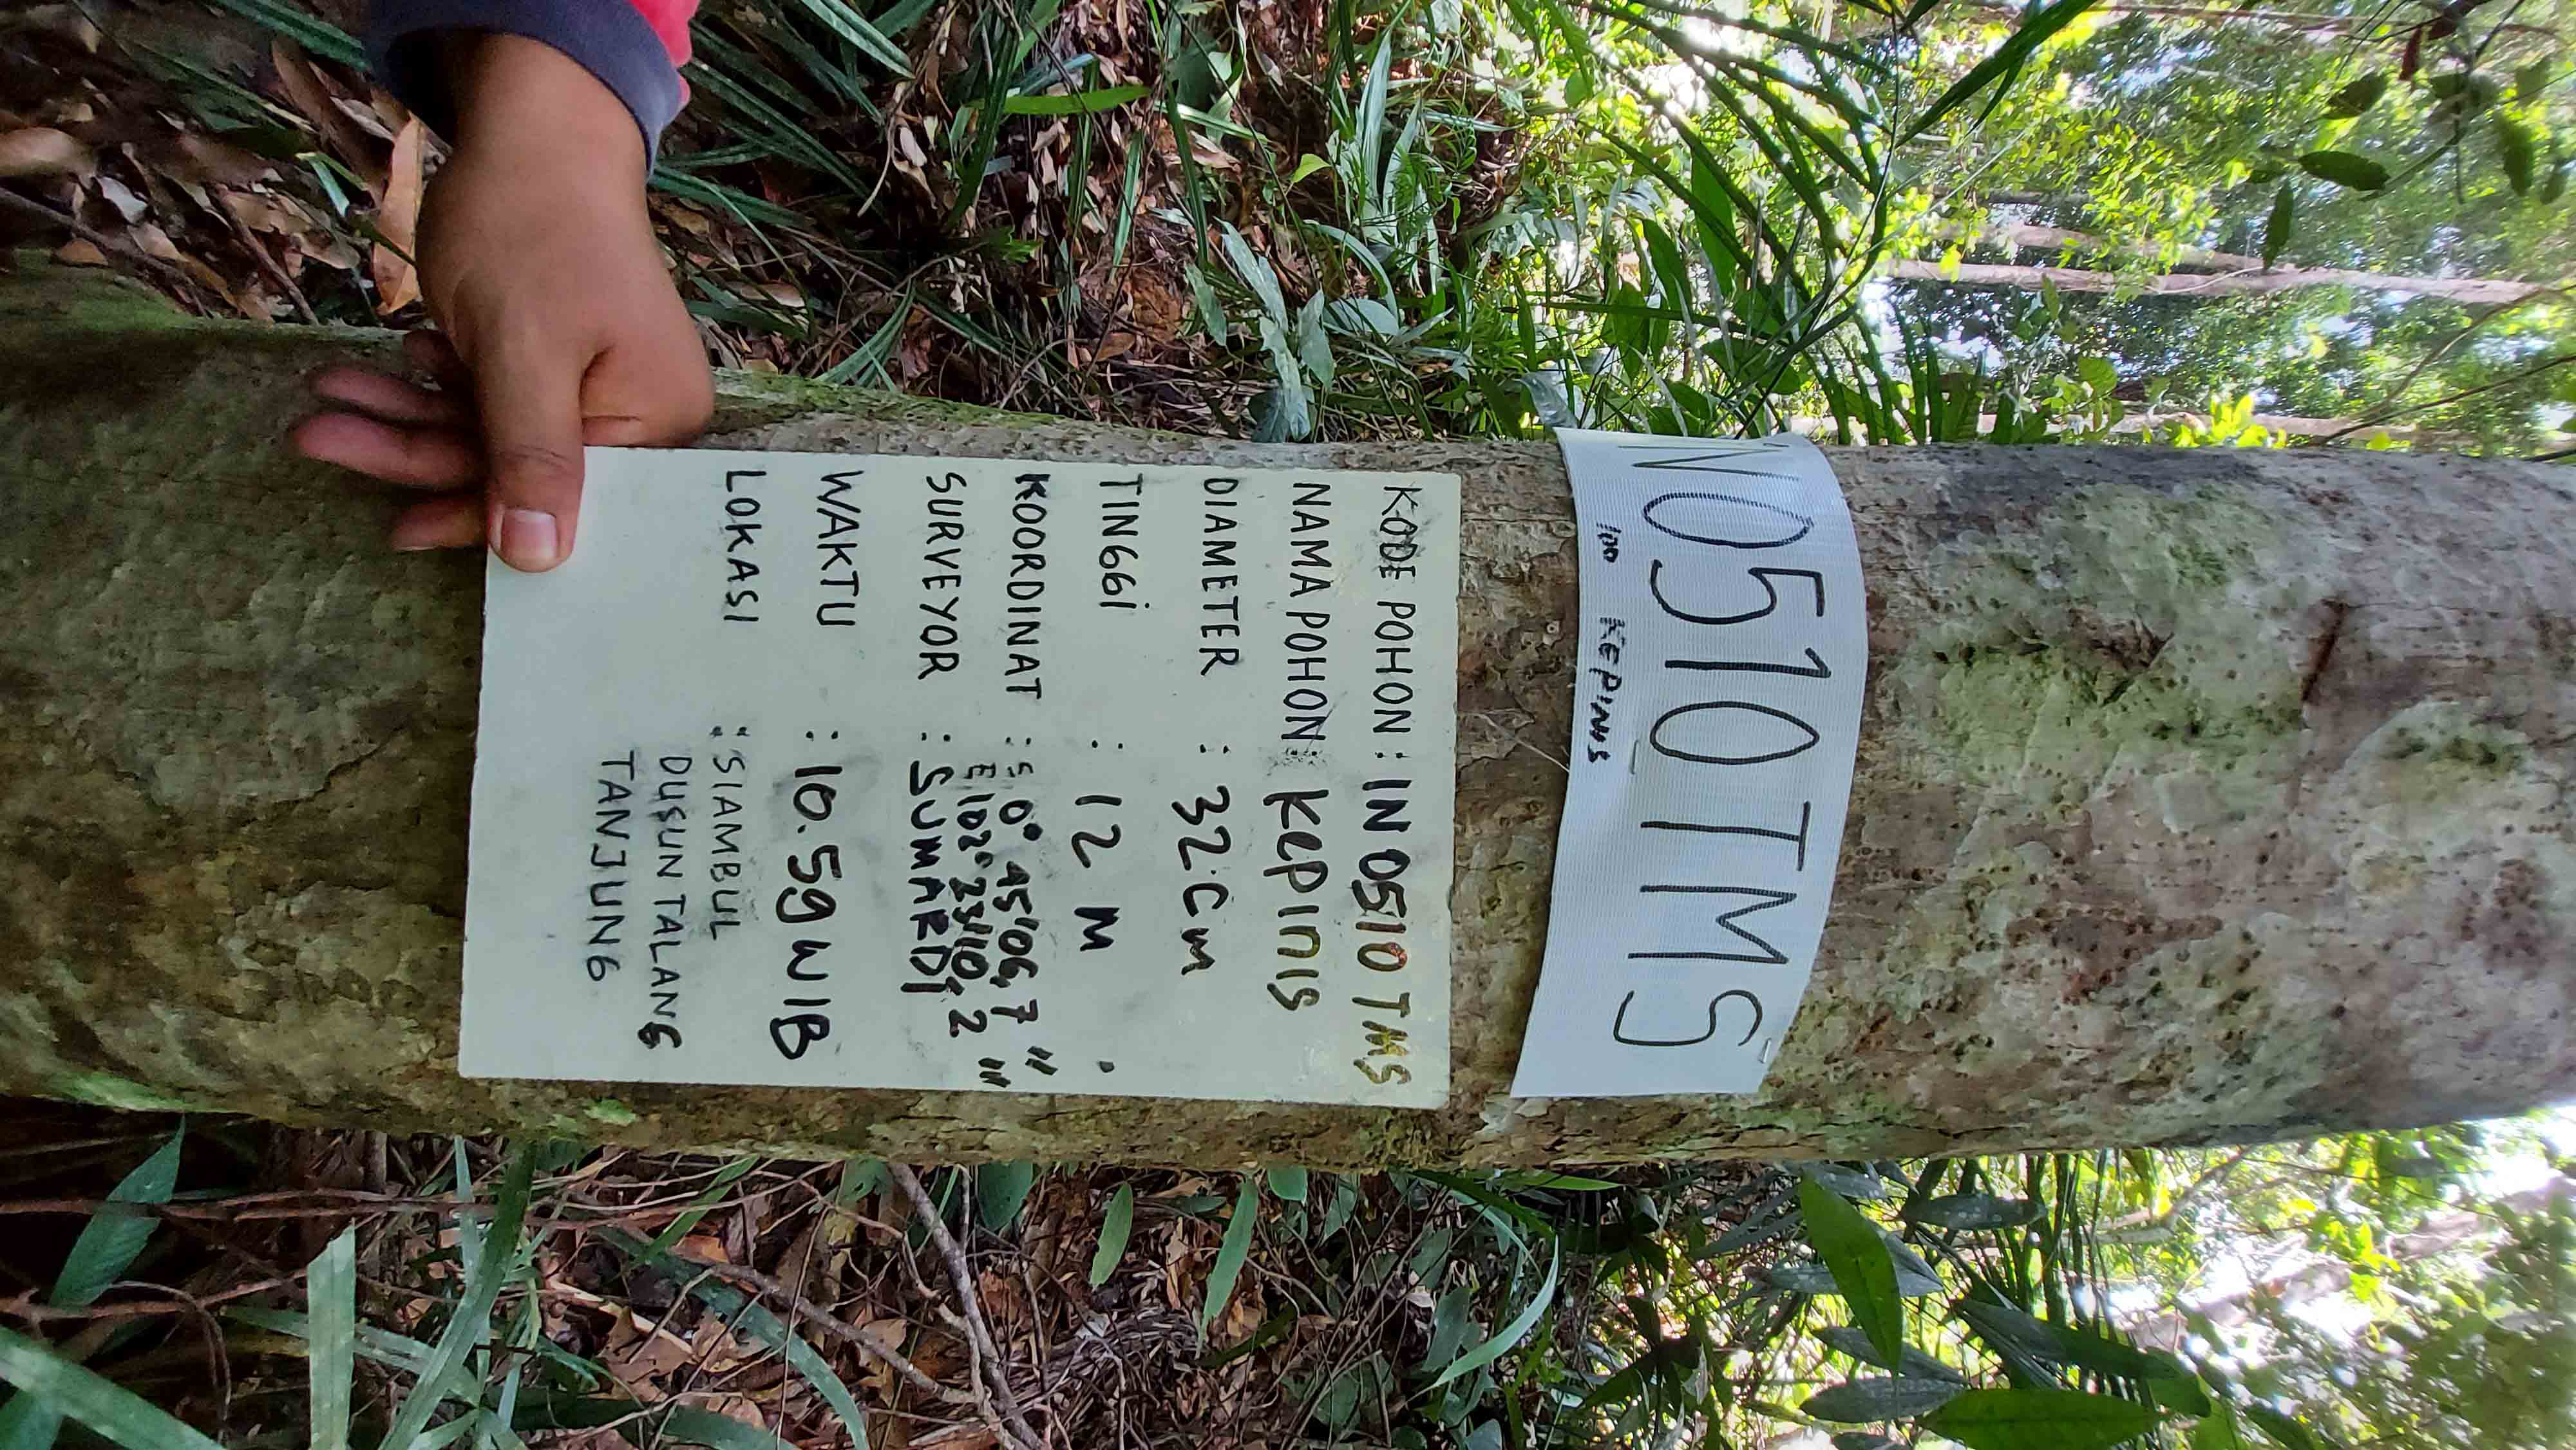 IN0510TMS
100 KEPINIS
KODE POHON : IN 0510 TMS
NAMA POHON : KEPINIS
DIAMETER : 32 cm
TINGGi : 12 M
KOORDINAT : S 0° 45'06,7"
E 102° 23'10,2"
SURVEYOR : SUMARDI
WAKTU : 10.59 WIB
LOKASI : SIAMBUL
DUSUN TALANG
TANJUNG